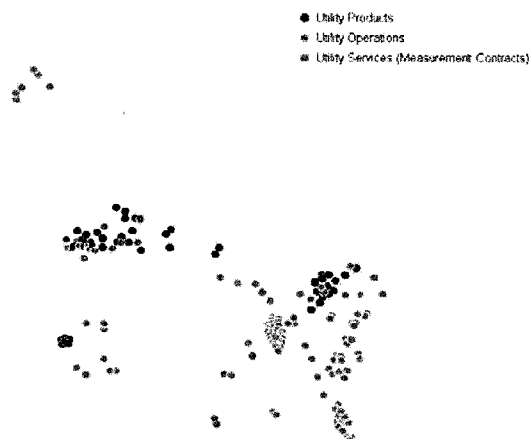 Utility Products
Utility Operations
Utility Services (Measurement Contracts)